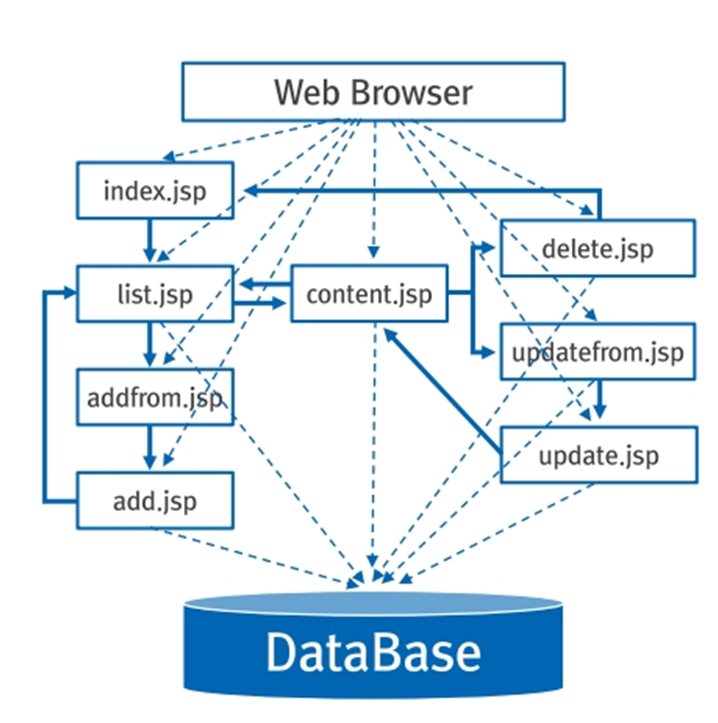 Web Browser
index.jsp
delete.jsp
list.jsp
content.jsp
updatefrom.jsp
addfrom.jsp
update.jsp
add.jsp
DataBase